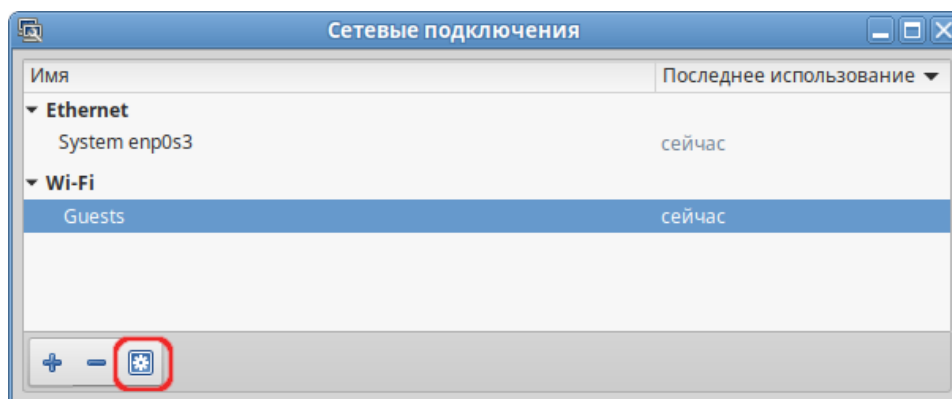 Сетевые подключения
Имя Последнее использование
Ethernet
System enp0s3 сейчас
Wi-Fi
Guests сейчас